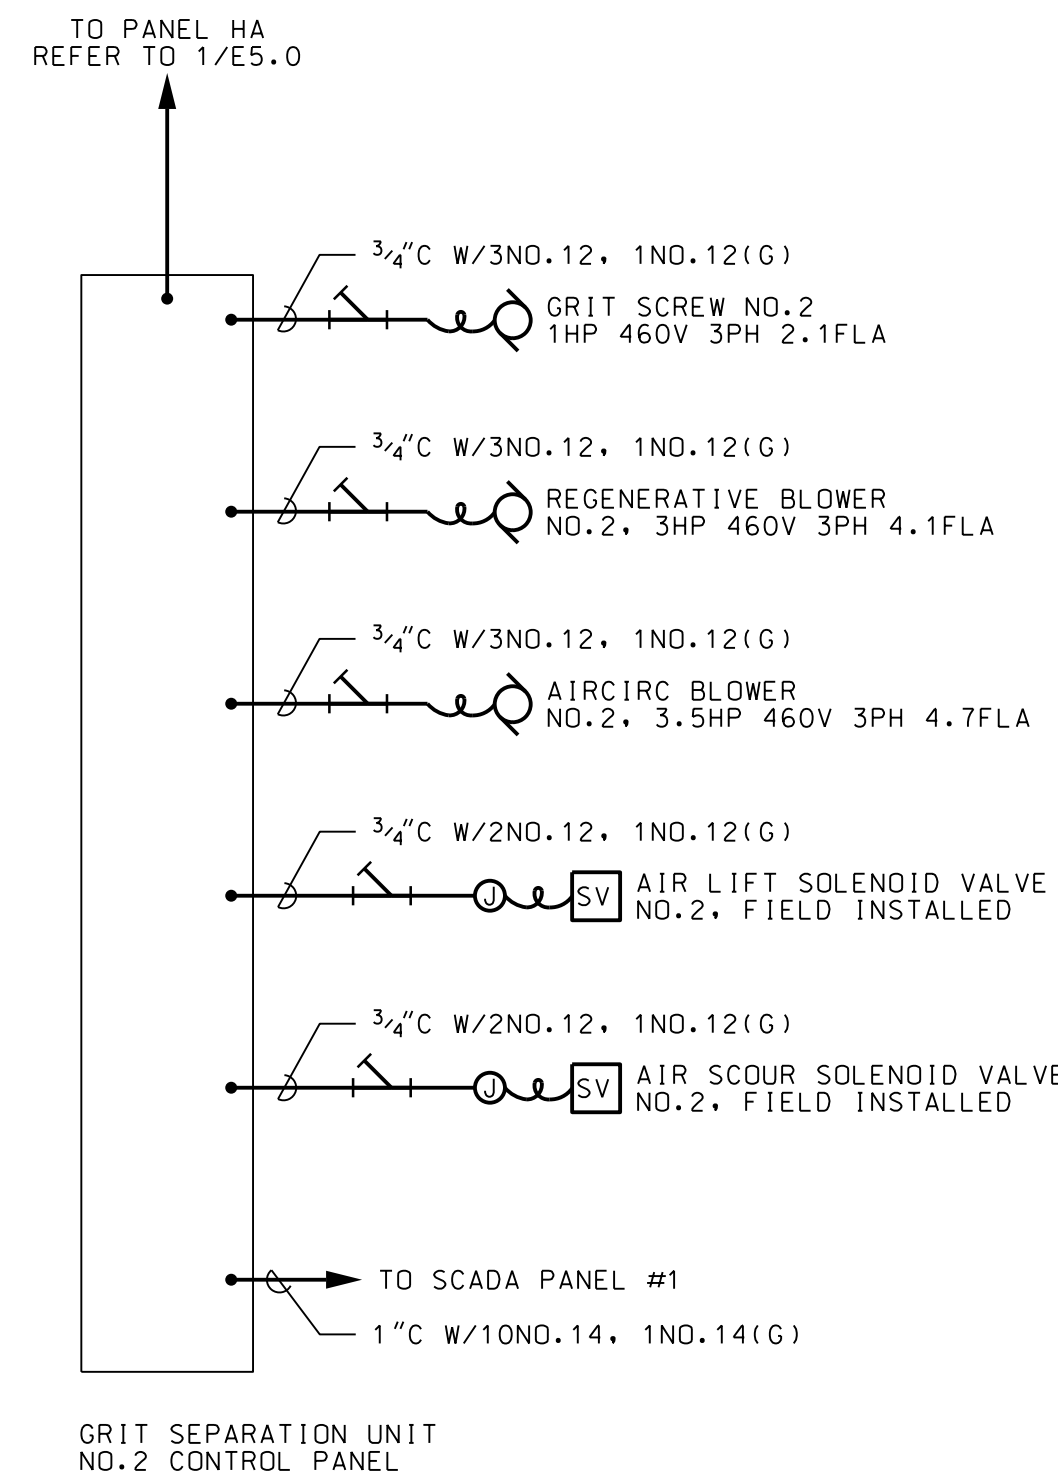 TO PANEL HA
REFER TO 1/E5.0
3/4"C W/3NO.12, 1NO.12(G)
GRIT SCREW NO.2
1HP 460V 3PH 2.1FLA
3/4"C W/3NO.12, 1NO.12(G)
REGENERATIVE BLOWER
NO.2, 3HP 460V 3PH 4.1FLA
3/4"C W/3NO.12, 1NO.12(G)
AIRCIRC BLOWER
NO.2, 3.5HP 460V 3PH 4.7FLA
3/4"C W/2NO.12, 1NO.12(G)
J
SV
AIR LIFT SOLENOID VALVE
NO.2, FIELD INSTALLED
3/4"C W/2NO.12, 1NO.12(G)
J
SV
AIR SCOUR SOLENOID VALVE
NO.2, FIELD INSTALLED
TO SCADA PANEL #1
1"C W/10NO.14, 1NO.14(G)
GRIT SEPARATION UNIT
NO.2 CONTROL PANEL